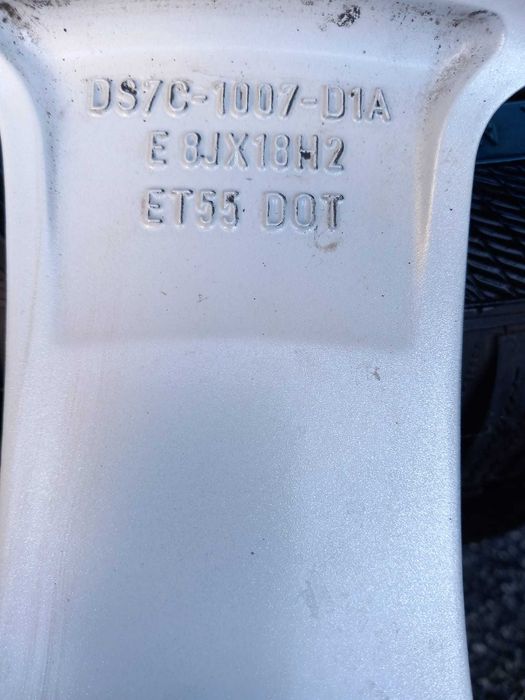 DS7C-1007-D1A
E 8JX18H2
ET55 DOT